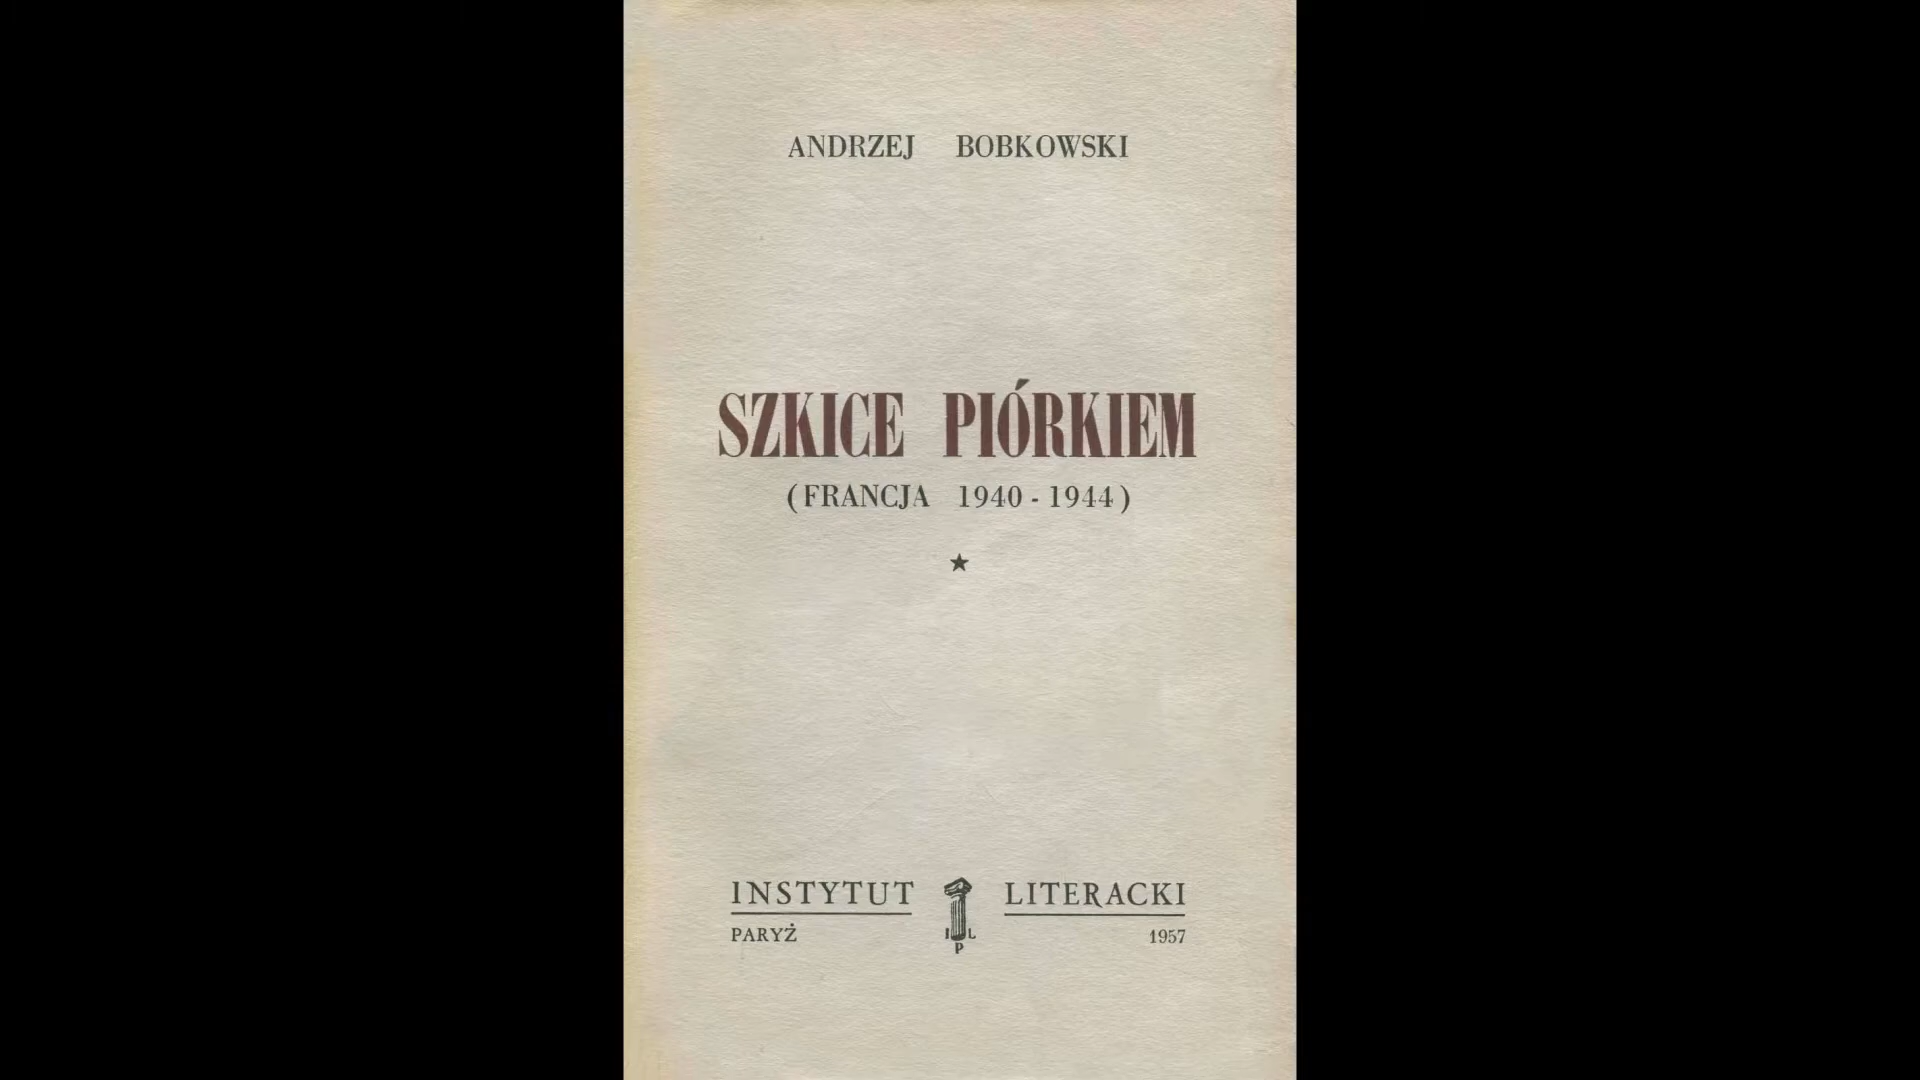 ANDRZEJ BOBKOWSKI
SZKICE PIÓRKIEM
(FRANCJA 1940 - 1944)
★
INSTYTUT LITERACKI
PARYŻ 1957
I L
P